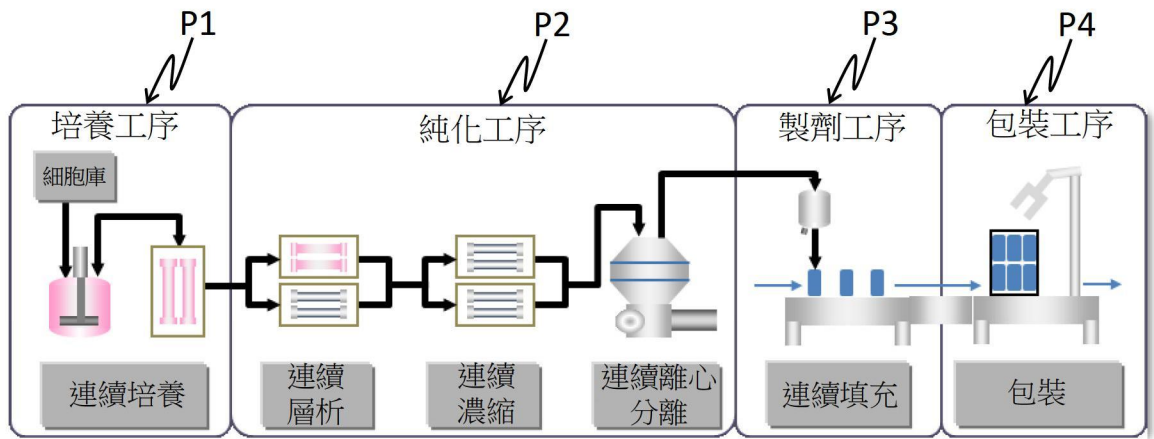 P1
P2
P3
P4
培養工序
純化工序
製劑工序
包裝工序
細胞庫
連續培養
連續
層析
連續
濃縮
連續離心
分離
連續填充
包裝